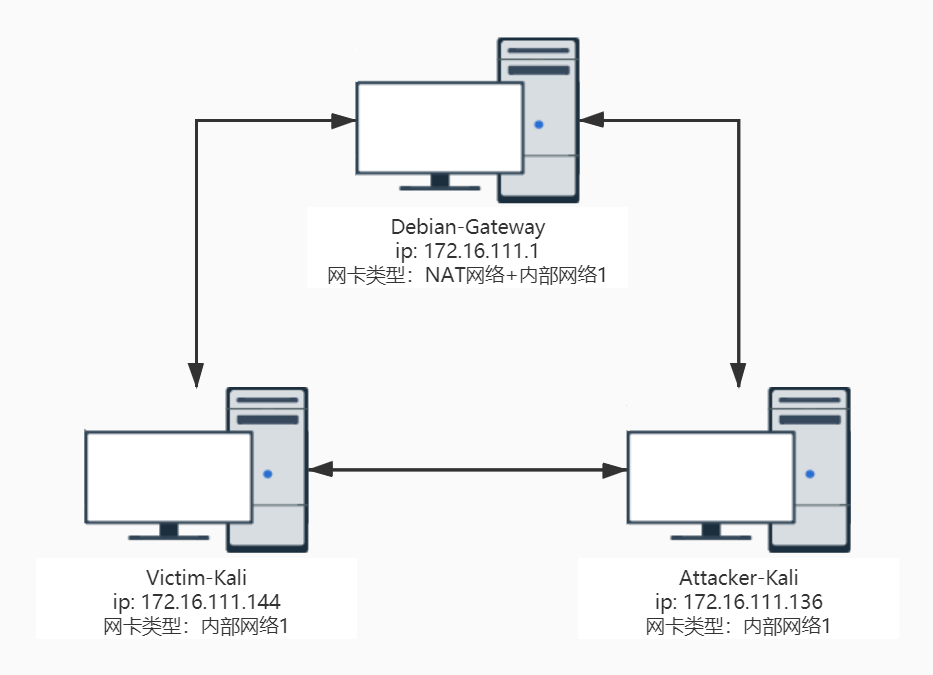 Debian-Gateway
ip: 172.16.111.1
网卡类型：NAT网络+内部网络1
Victim-Kali
ip: 172.16.111.144
网卡类型：内部网络1
Attacker-Kali
ip: 172.16.111.136
网卡类型：内部网络1